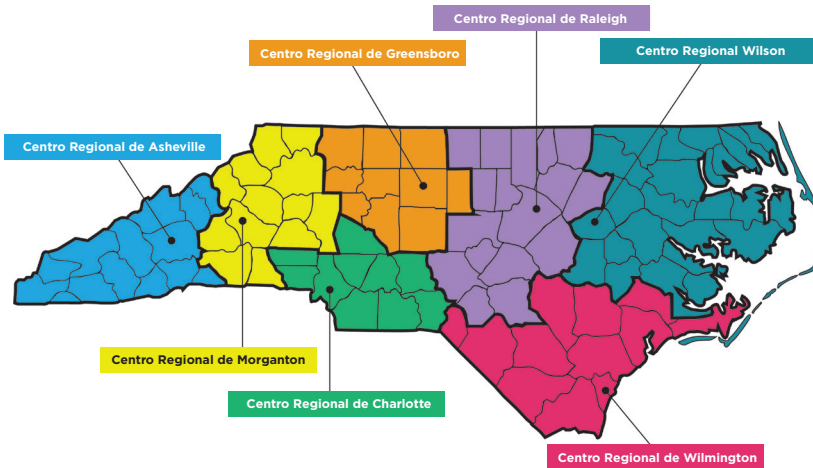 Centro Regional de Raleigh
Centro Regional de Greensboro
Centro Regional Wilson
Centro Regional de Asheville
Centro Regional de Morganton
Centro Regional de Charlotte
Centro Regional de Wilmington